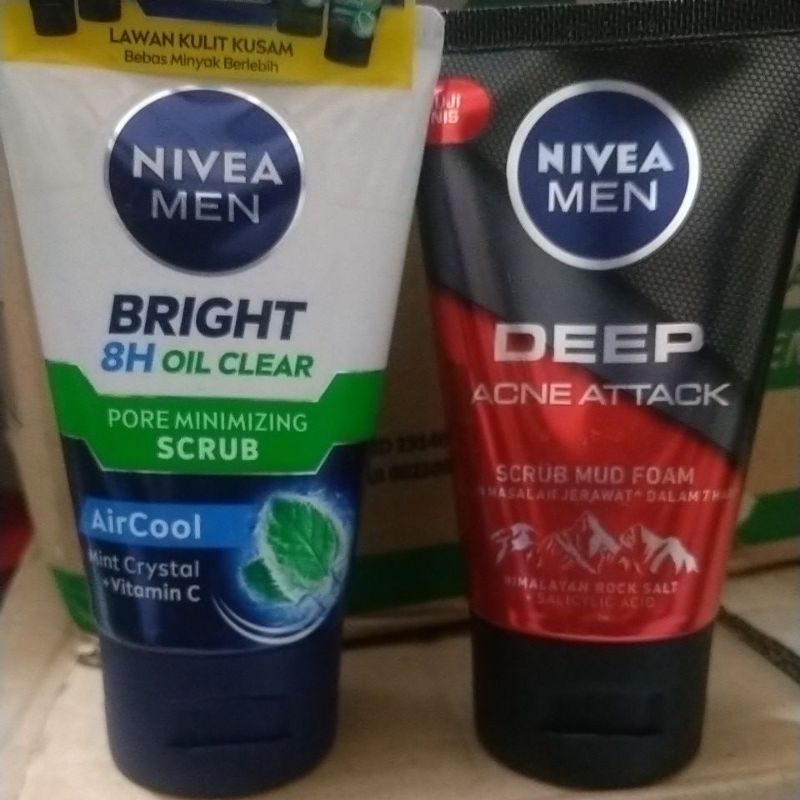 LAWAN KULIT KUSAM
Bebas Minyak Berlebih
NIVEA
MEN
BRIGHT
8H OIL CLEAR
PORE MINIMIZING
SCRUB
AirCool
Mint Crystal
+Vitamin C
NIVEA
MEN
DEEP
ACNE ATTACK
SCRUB MUD FOAM
MASALAH JERAWAT* DALAM 7
HIMALAYAN ROCK SALT
+ SALICYLIC ACID